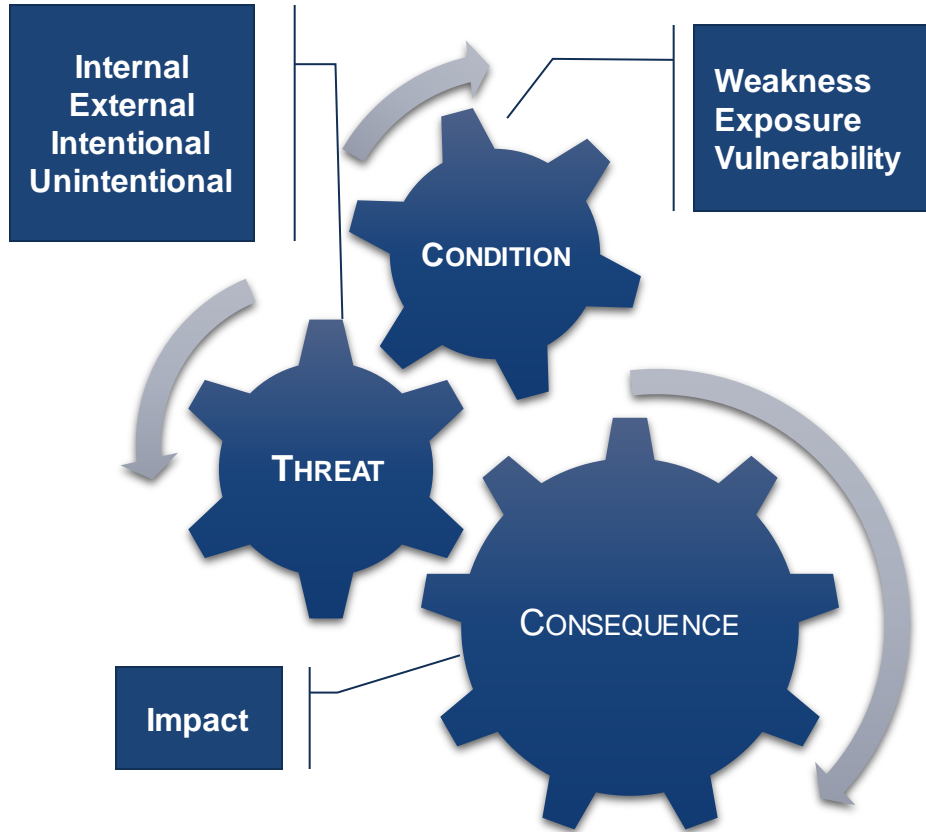 Internal
External
Intentional
Unintentional
Weakness
Exposure
Vulnerability
CONDITION
THREAT
CONSEQUENCE
Impact